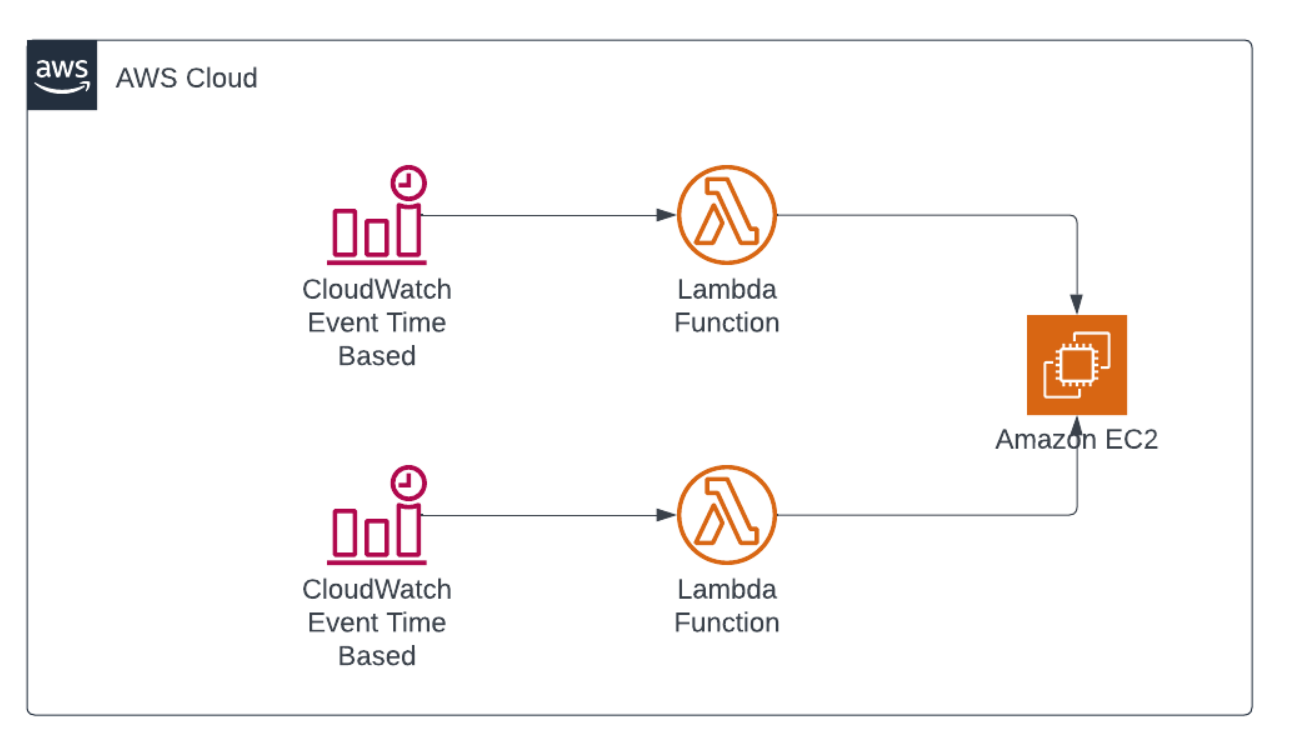 aws
AWS Cloud
CloudWatch
Event Time
Based
Lambda
Function
Amazon EC2
CloudWatch
Event Time
Based
Lambda
Function